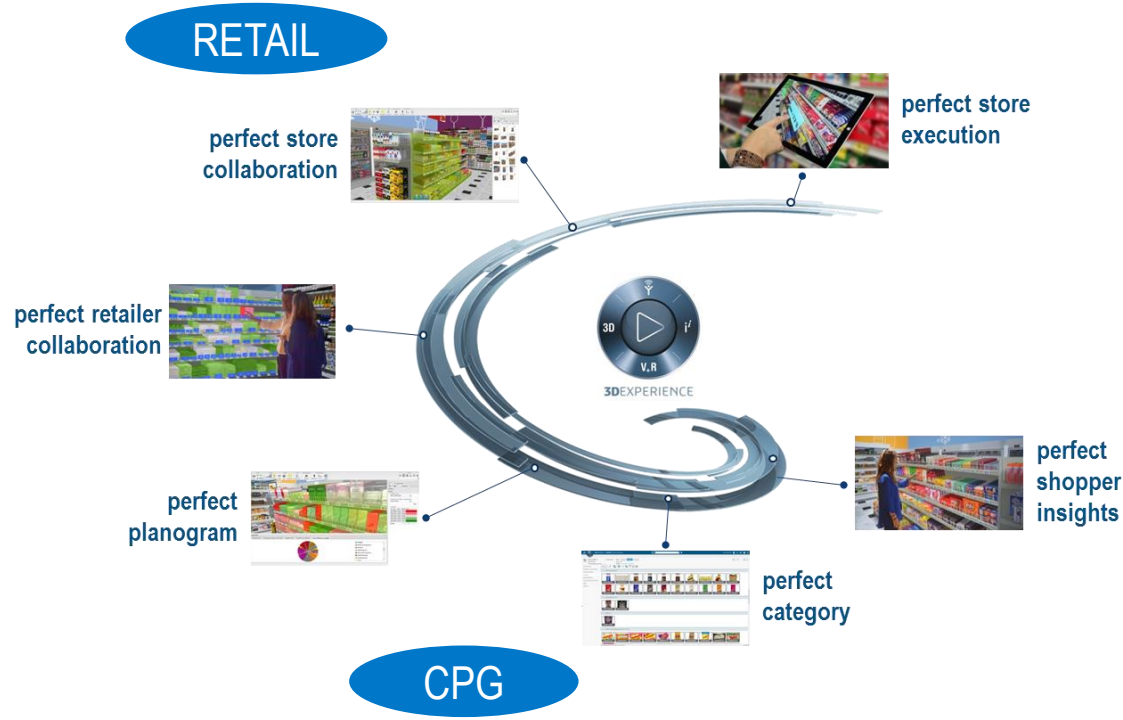 RETAIL
perfect store
collaboration
perfect store
execution
perfect retailer
collaboration
3D
i
V.R
3DEXPERIENCE
perfect
planogram
perfect
shopper
insights
perfect
category
CPG